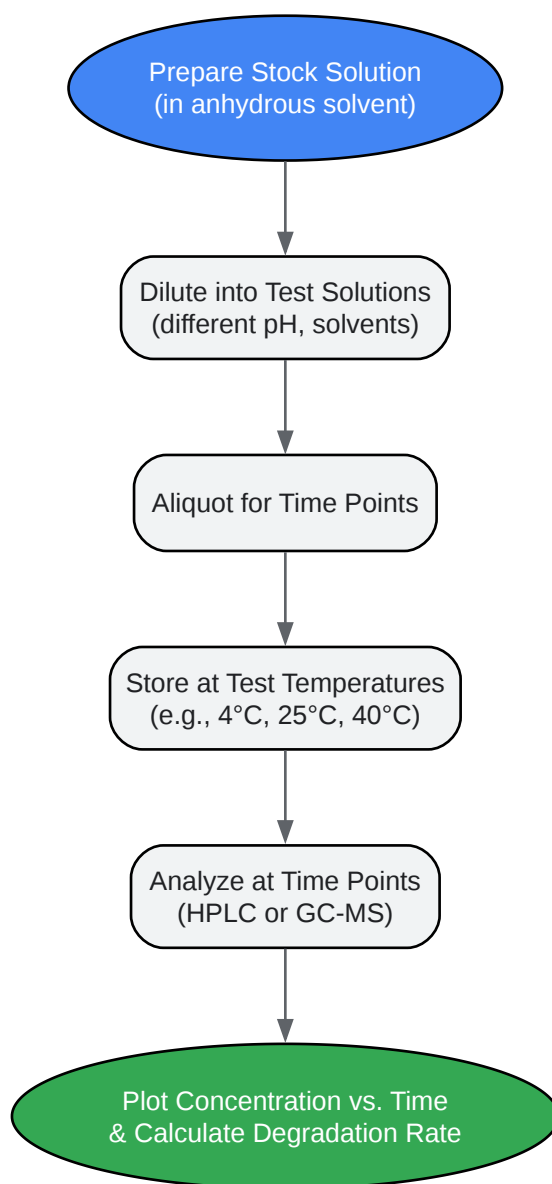 Prepare Stock Solution
(in anhydrous solvent)
Dilute into Test Solutions
(different pH, solvents)
Aliquot for Time Points
Store at Test Temperatures
(e.g., 4°C, 25°C, 40°C)
Analyze at Time Points
(HPLC or GC-MS)
Plot Concentration vs. Time
& Calculate Degradation Rate